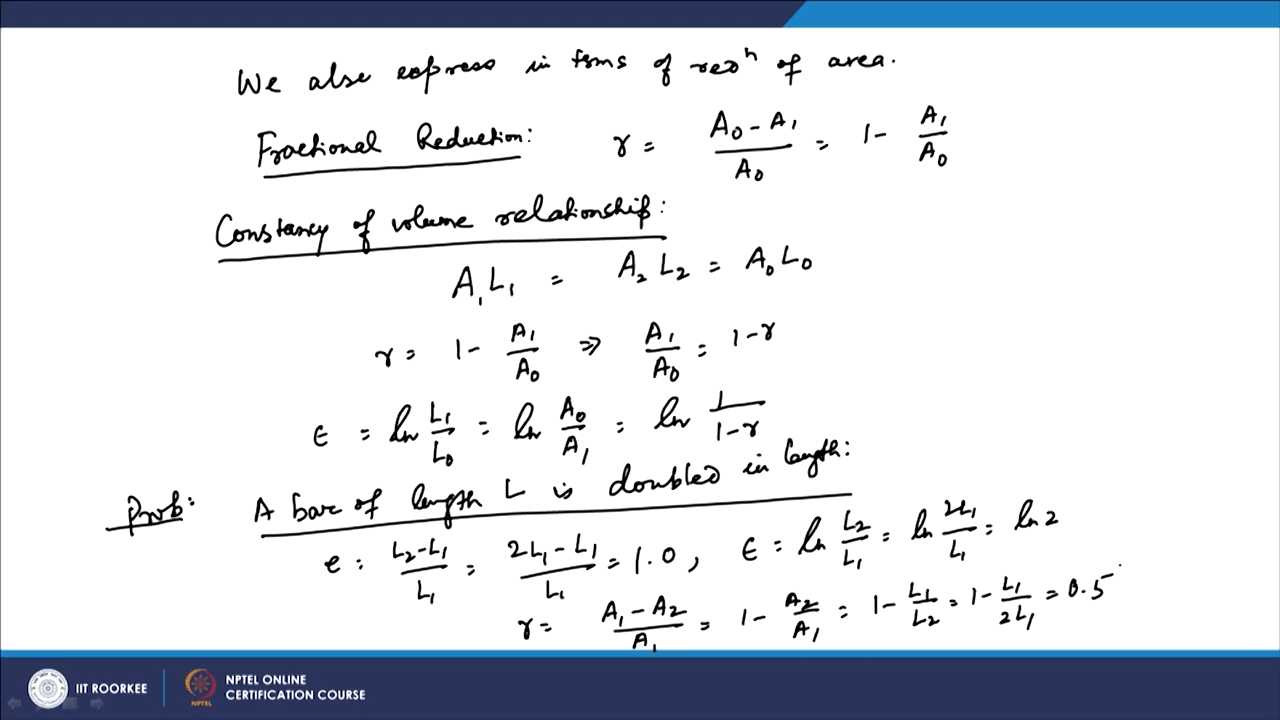 We also express in terms of redⁿ of area.
Fractional Reduction: r = (A₀ - A₁)/A₀ = 1 - A₁/A₀
Constancy of volume relationship:
A₁L₁ = A₂L₂ = A₀L₀
r = 1 - A₁/A₀ ⇒ A₁/A₀ = 1-r
ϵ = ln L₁/L₀ = ln A₀/A₁ = ln 1/(1-r)
Prob: A bar of length L is doubled in length:
e = (L₂-L₁)/L₁ = (2L₁-L₁)/L₁ = 1.0, ϵ = ln L₂/L₁ = ln 2L₁/L₁ = ln 2
r = (A₁-A₂)/A₁ = 1 - A₂/A₁ = 1 - L₁/L₂ = 1 - L₁/2L₁ = 0.5
IIT ROORKEE
NPTEL
NPTEL ONLINE
CERTIFICATION COURSE